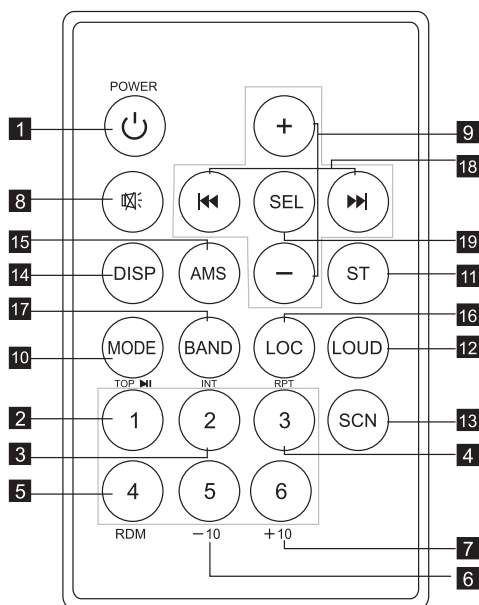 POWER
1
+
9
18
8
SEL
19
15
14
DISP
AMS
−
ST
11
17
16
10
MODE
BAND
LOC
LOUD
12
TOP
INT
RPT
2
1
2
3
SCN
13
3
4
5
4
5
6
RDM
−10
+10
7
6